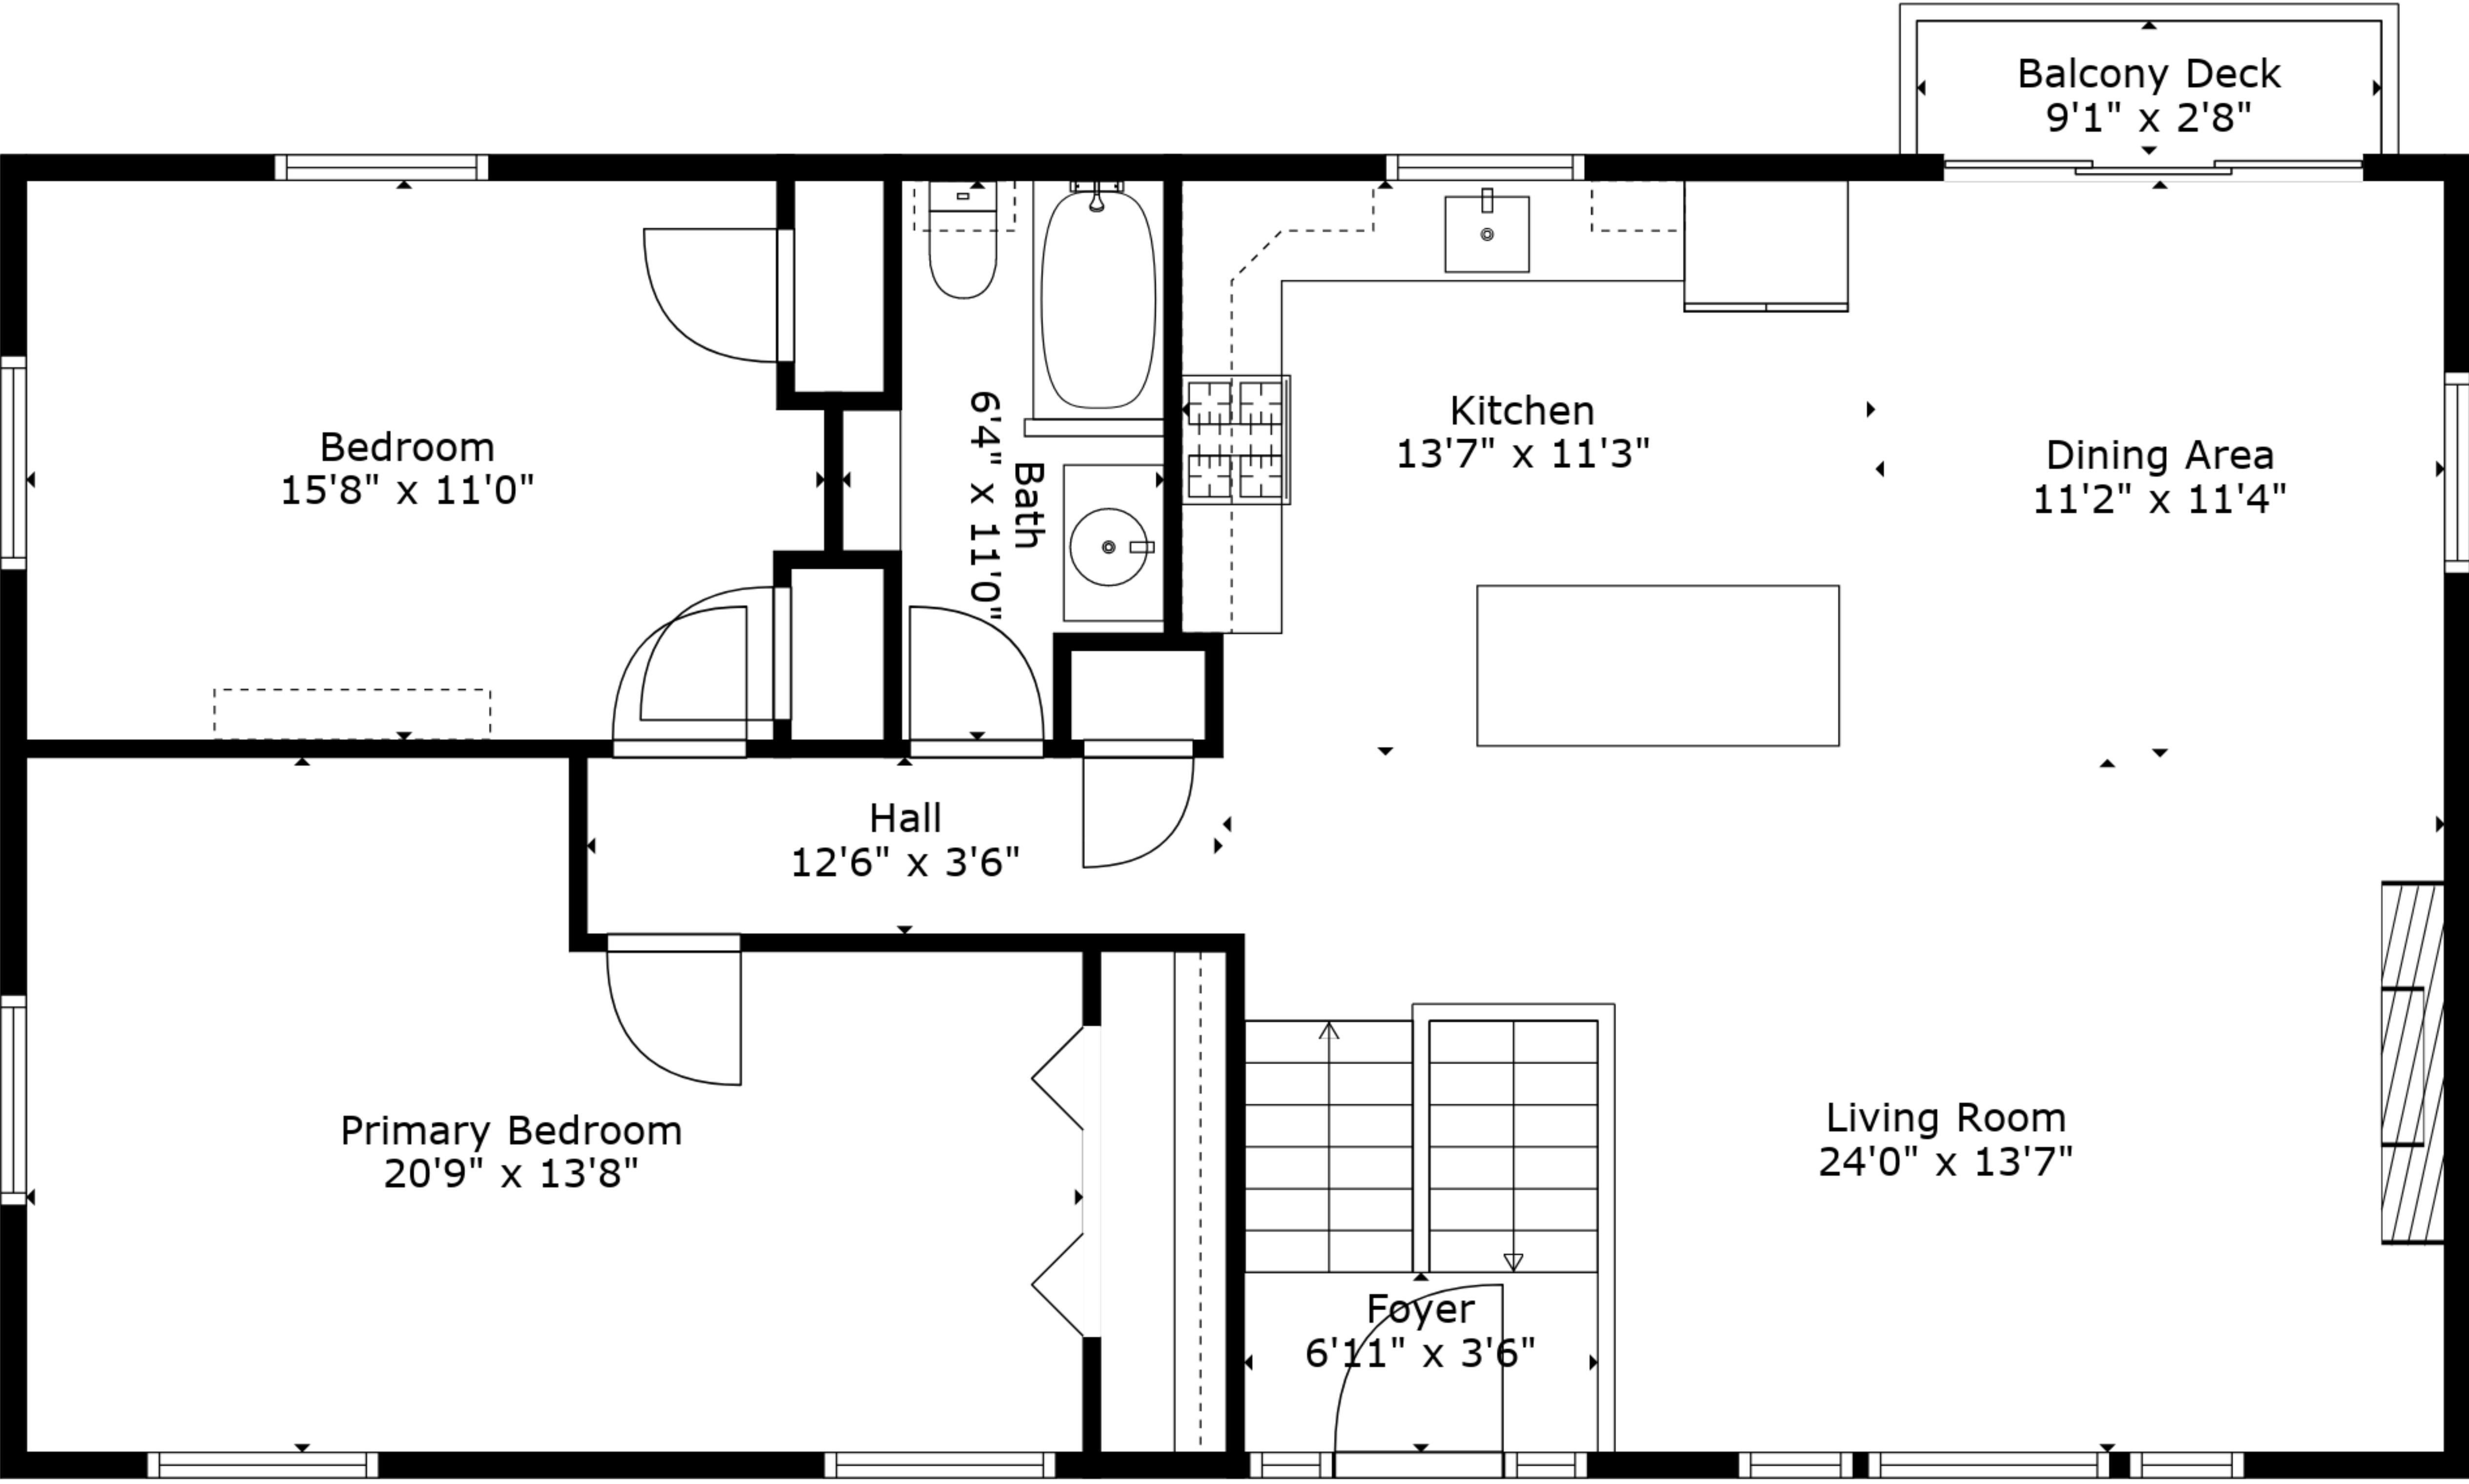 Balcony Deck
9'1" x 2'8"
Bedroom
15'8" x 11'0"
Bath
6'4" x 11'0"
Kitchen
13'7" x 11'3"
Dining Area
11'2" x 11'4"
Hall
12'6" x 3'6"
Primary Bedroom
20'9" x 13'8"
Living Room
24'0" x 13'7"
Foyer
6'11" x 3'6"